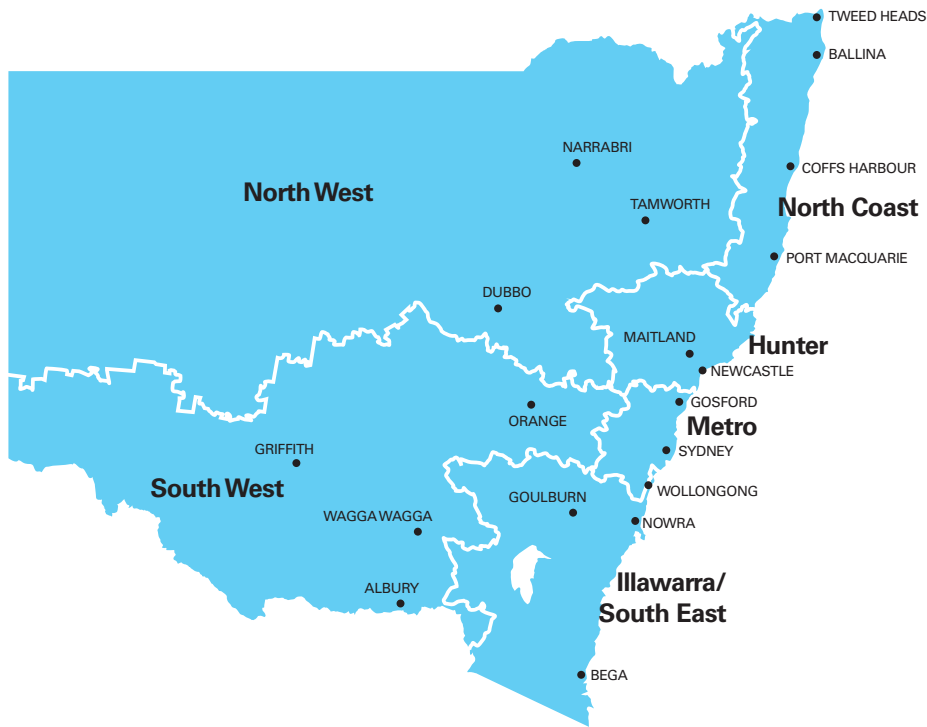 TWEED HEADS
BALLINA
NARRABRI
COFFS HARBOUR
North West
TAMWORTH
North Coast
PORT MACQUARIE
DUBBO
MAITLAND
Hunter
NEWCASTLE
GOSFORD
ORANGE
Metro
GRIFFITH
SYDNEY
South West
GOULBURN
WOLLONGONG
WAGGA WAGGA
NOWRA
ALBURY
Illawarra/
South East
BEGA